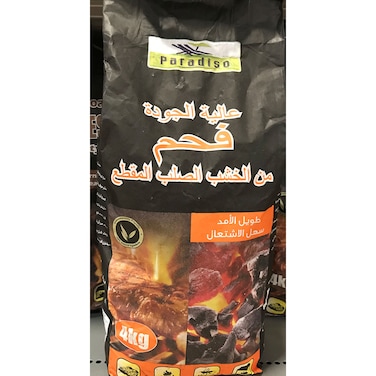 Paradiso
عالية الجودة
فحم
من الخشب الصلب المقطع
طويل الأمد
سهل الاشتعال
4kg